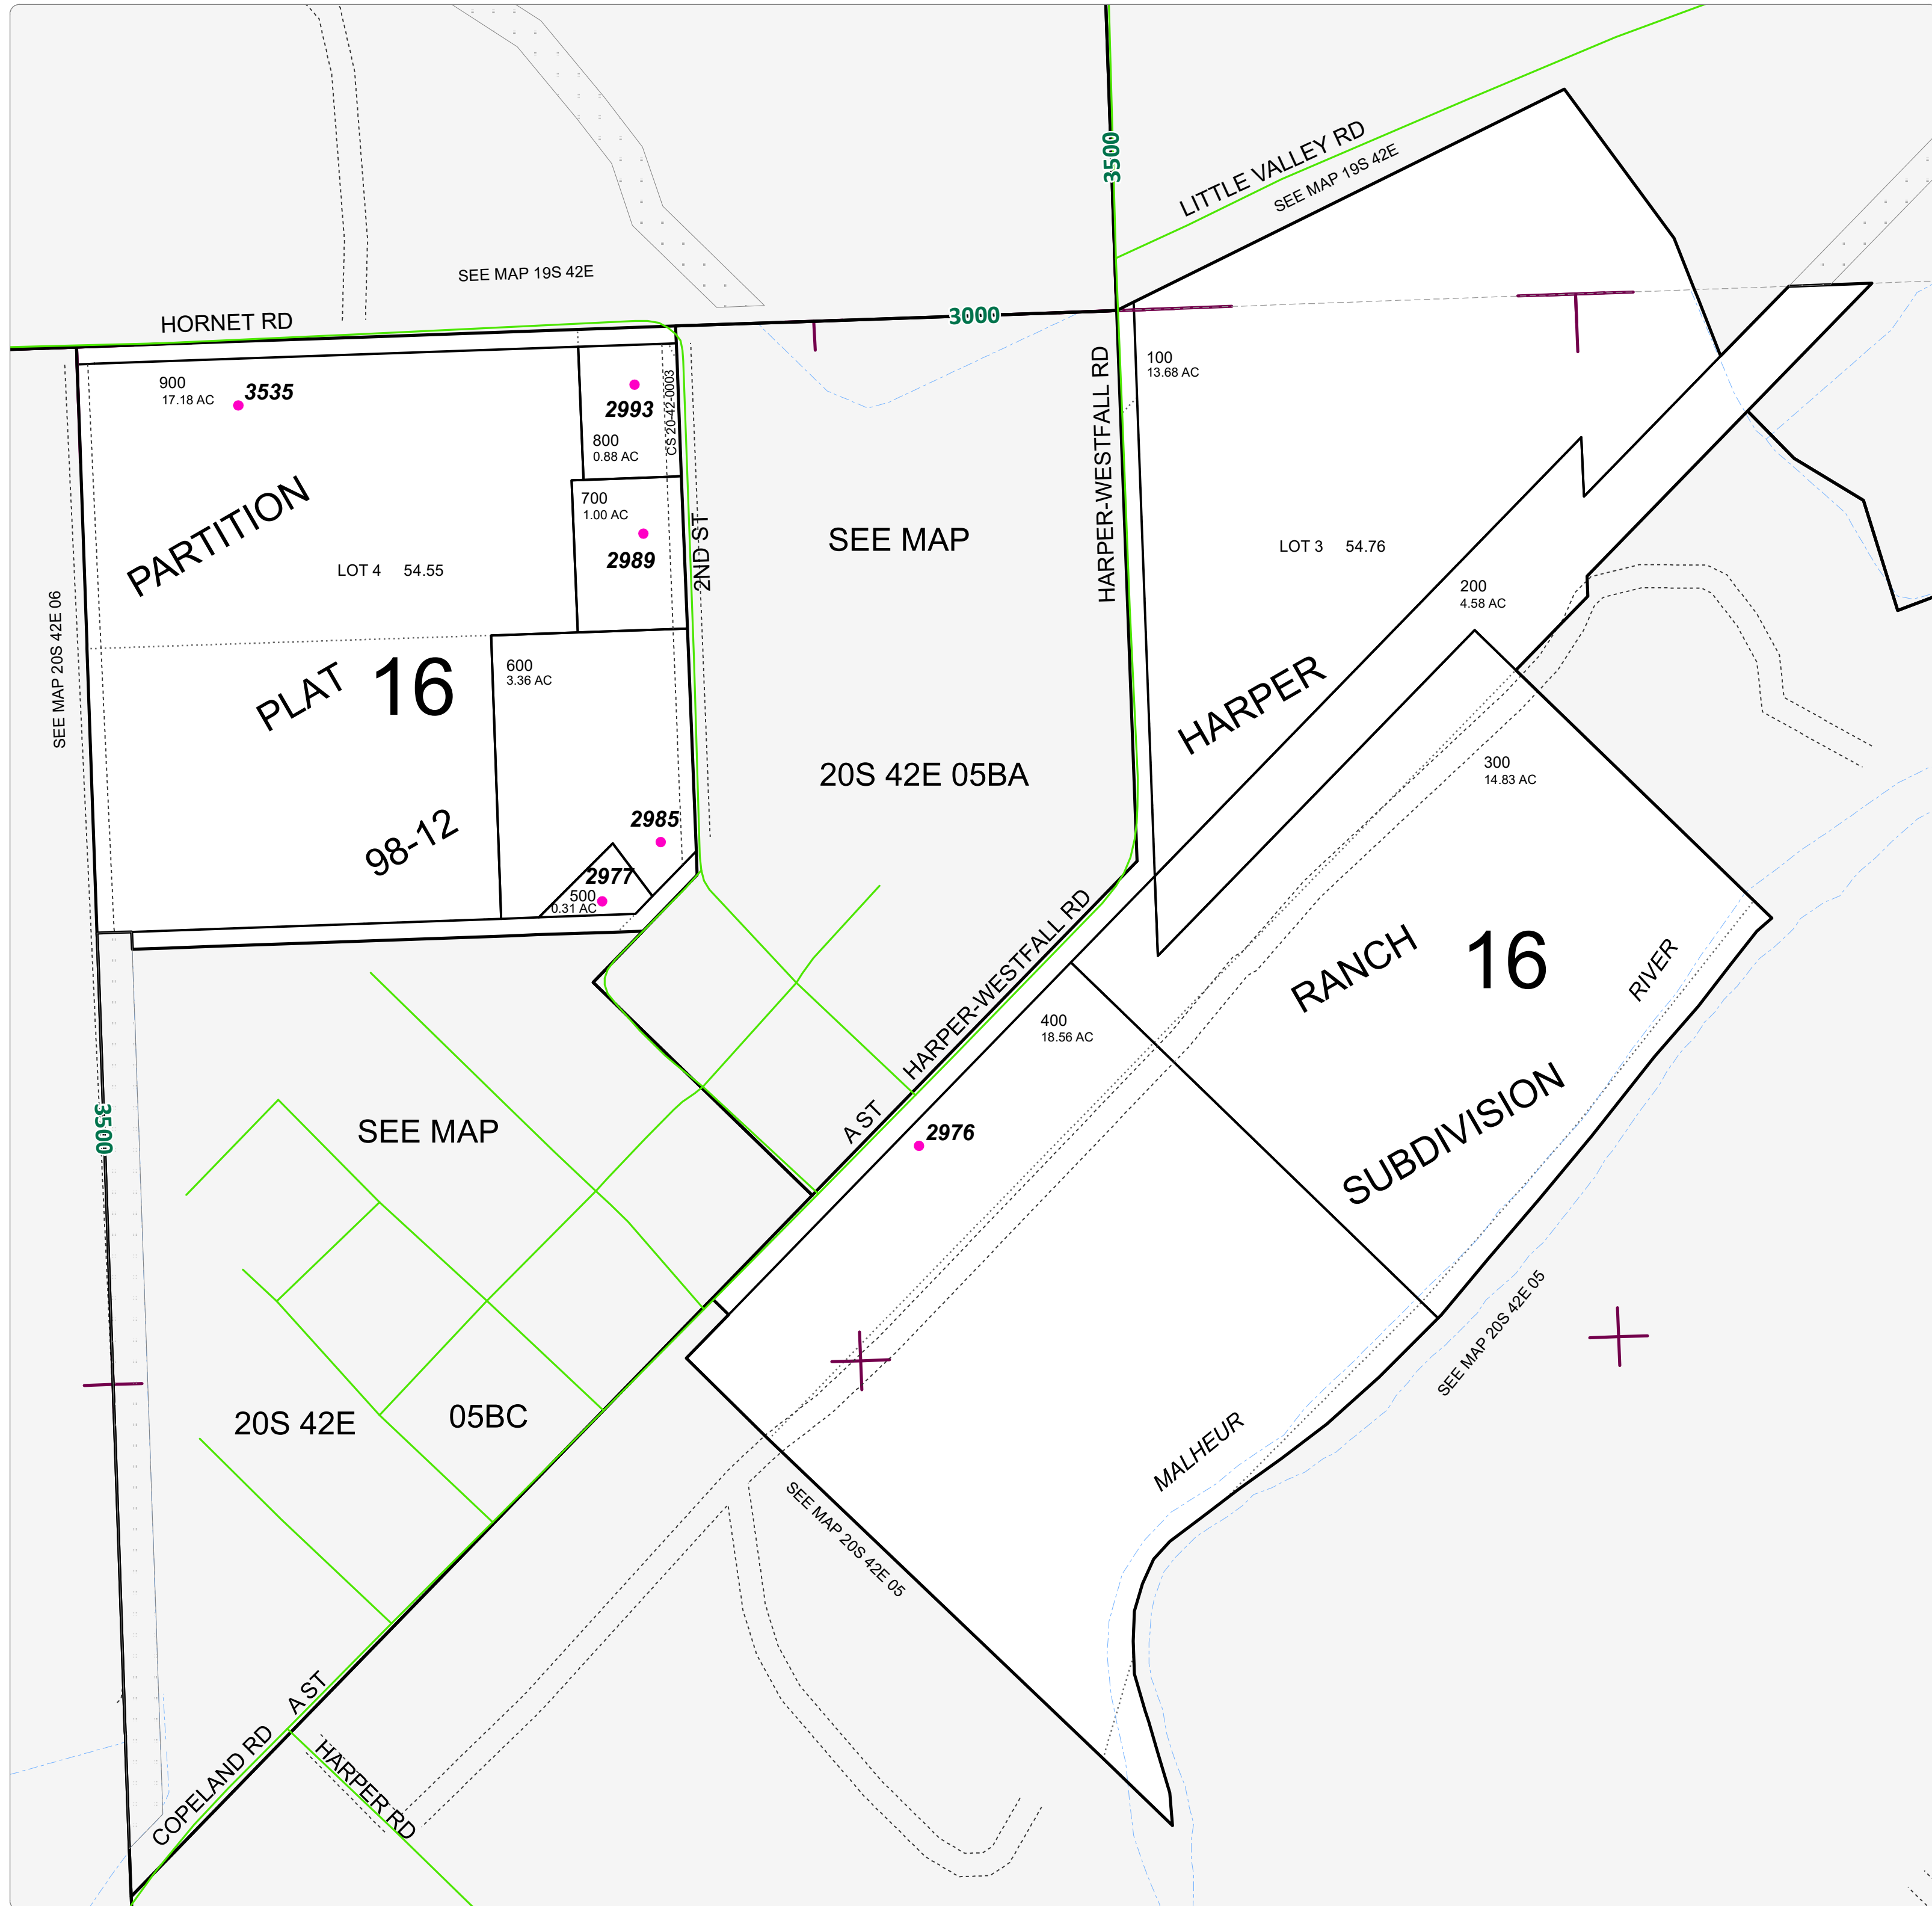 3500
LITTLE VALLEY RD
SEE MAP 19S 42E
SEE MAP 19S 42E
HORNET RD
3000
900
17.18 AC
3535
2993
800
0.88 AC
CS 20-42-0003
HARPER-WESTFALL RD
100
13.68 AC
PARTITION
700
1.00 AC
2989
2ND ST
SEE MAP
LOT 3 54.76
LOT 4 54.55
200
4.58 AC
SEE MAP 20S 42E 06
PLAT
16
600
3.36 AC
HARPER
20S 42E 05BA
300
14.83 AC
98-12
2985
2977
500
0.31 AC
HARPER-WESTFALL RD
RANCH
16
RIVER
400
18.56 AC
3500
SEE MAP
A ST
2976
SUBDIVISION
20S 42E
05BC
SEE MAP 20S 42E 05
MALHEUR
SEE MAP 20S 42E 05
A ST
COPELAND RD
HARPER RD